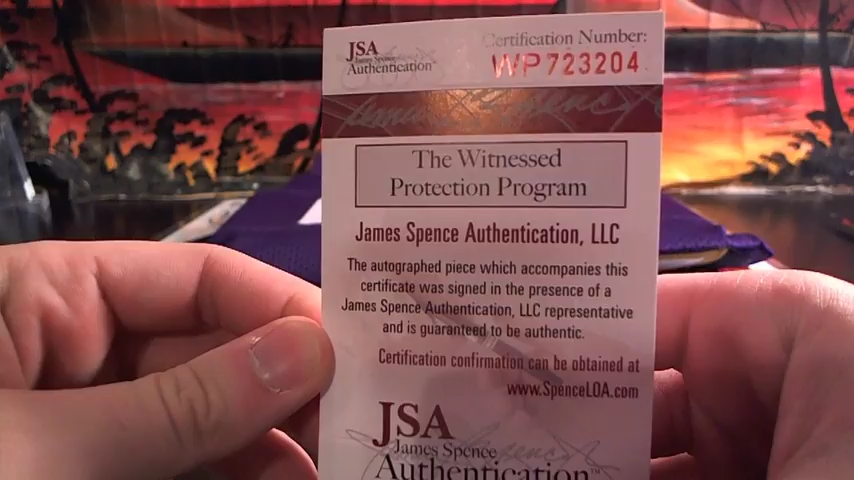 JSA
James Spence
Authentication™
Certification Number:
WP723204
The Witnessed
Protection Program
James Spence Authentication, LLC
The autographed piece which accompanies this
certificate was signed in the presence of a
James Spence Authentication, LLC representative
and is guaranteed to be authentic.
Certification confirmation can be obtained at
www.SpenceLOA.com
JSA
James Spence
Authentication™